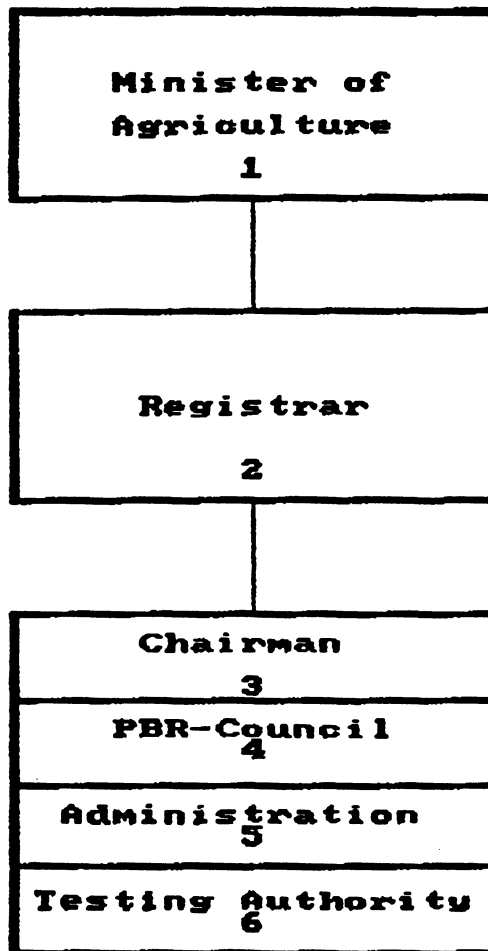 Minister of
Agriculture
1
Registrar
2
Chairman
3
PBR-Council
4
Administration
5
Testing Authority
6